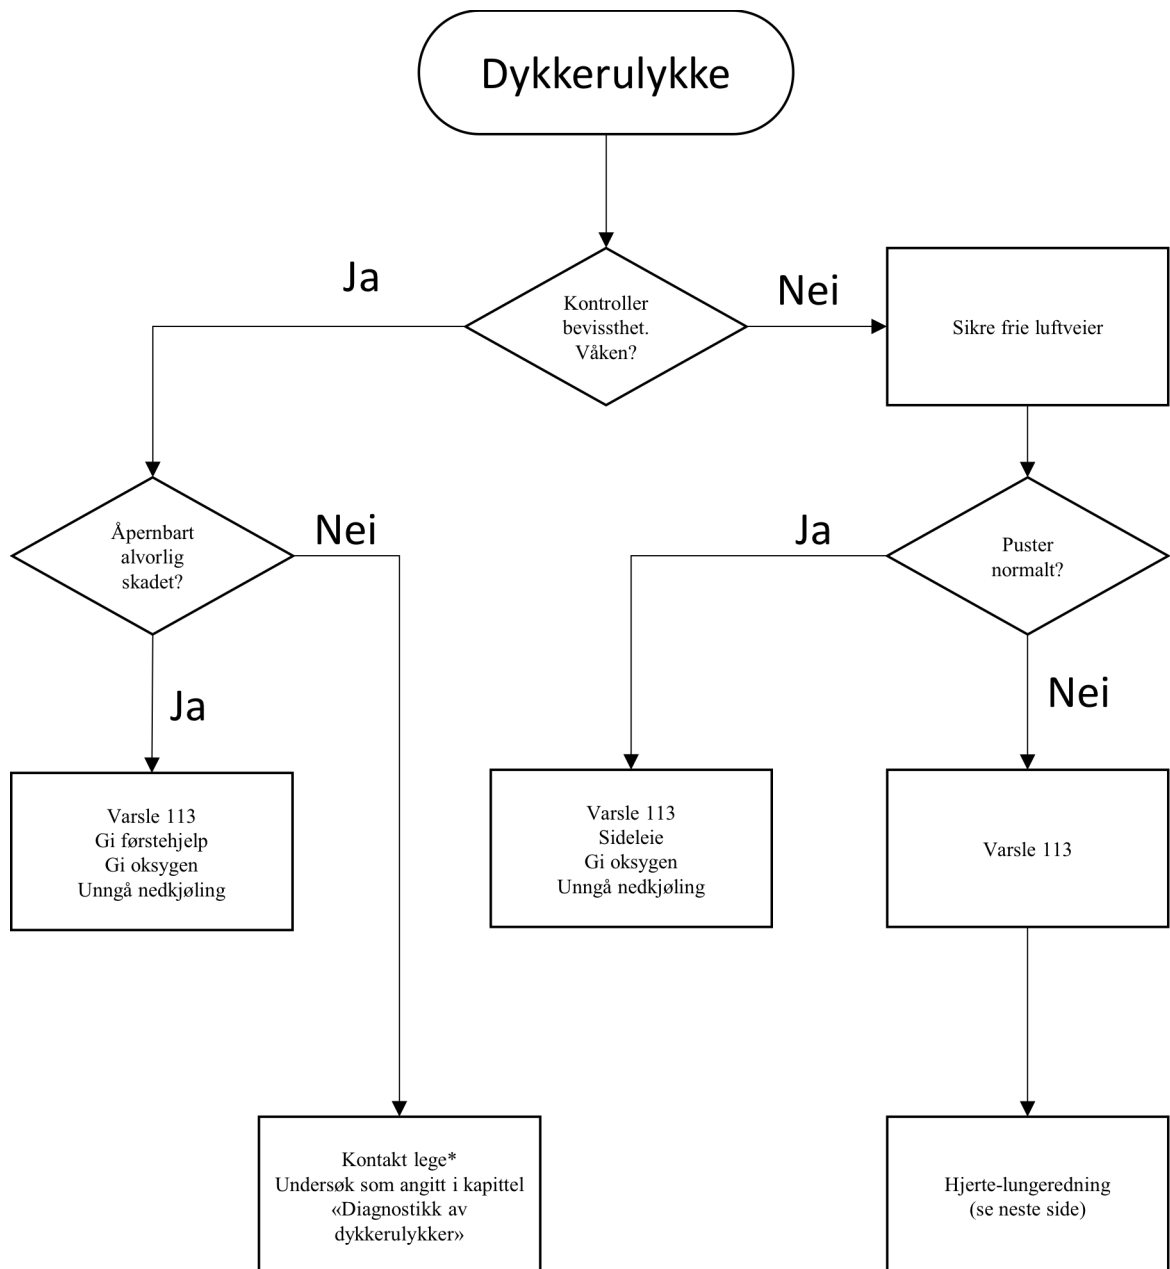 Dykkerulykke
Ja
Nei
Kontroller
bevissthet.
Våken?
Sikre frie luftveier
Åpernbart
alvorlig
skadet?
Nei
Ja
Puster
normalt?
Ja
Nei
Varsle 113
Gi førstehjelp
Gi oksygen
Unngå nedkjøling
Varsle 113
Sideleie
Gi oksygen
Unngå nedkjøling
Varsle 113
Kontakt lege*
Undersøk som angitt i kapittel
«Diagnostikk av
dykkerulykker»
Hjerte-lungeredning
(se neste side)